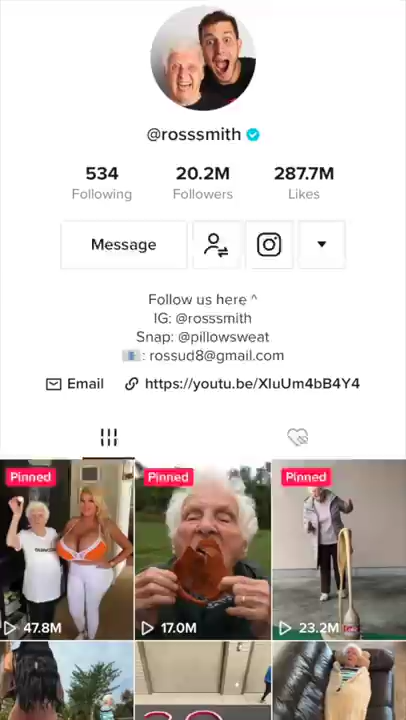 @rosssmith
534 20.2M 287.7M
Following Followers Likes
Message
Follow us here ^
IG: @rosssmith
Snap: @pillowsweat
📧: rossud8@gmail.com
Email https://youtu.be/XIuUm4bB4Y4
Pinned Pinned Pinned
47.8M 17.0M 23.2M